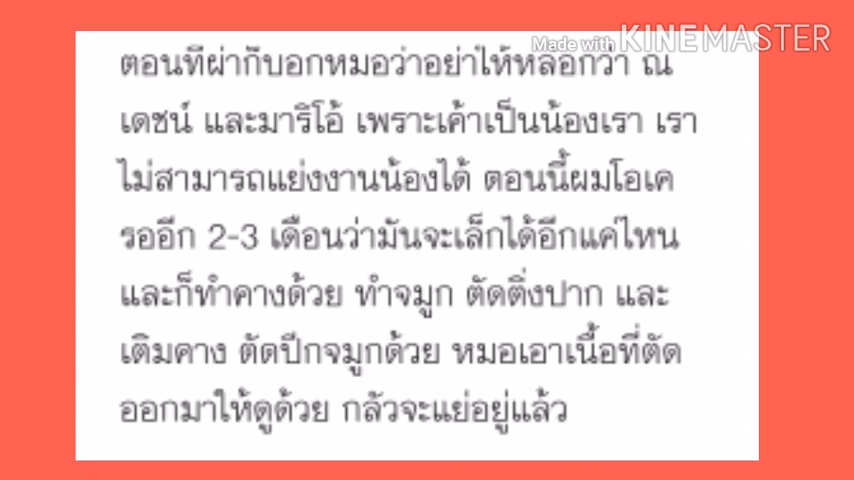 Made with KINEMASTER
ตอนที่ผ่าก็บอกหมอว่าอย่าให้หล่อกว่า ณ
เดชน์ และมาริโอ้ เพราะเค้าเป็นน้องเรา เรา
ไม่สามารถแย่งงานน้องได้ ตอนนี้ผมโอเค
รออีก 2-3 เดือนว่ามันจะเล็กได้อีกแค่ไหน
และก็ทำคางด้วย ทำจมูก ตัดติ่งปาก และ
เติมคาง ตัดปีกจมูกด้วย หมอเอาเนื้อที่ตัด
ออกมาให้ดูด้วย กลัวจะแย่อยู่แล้ว